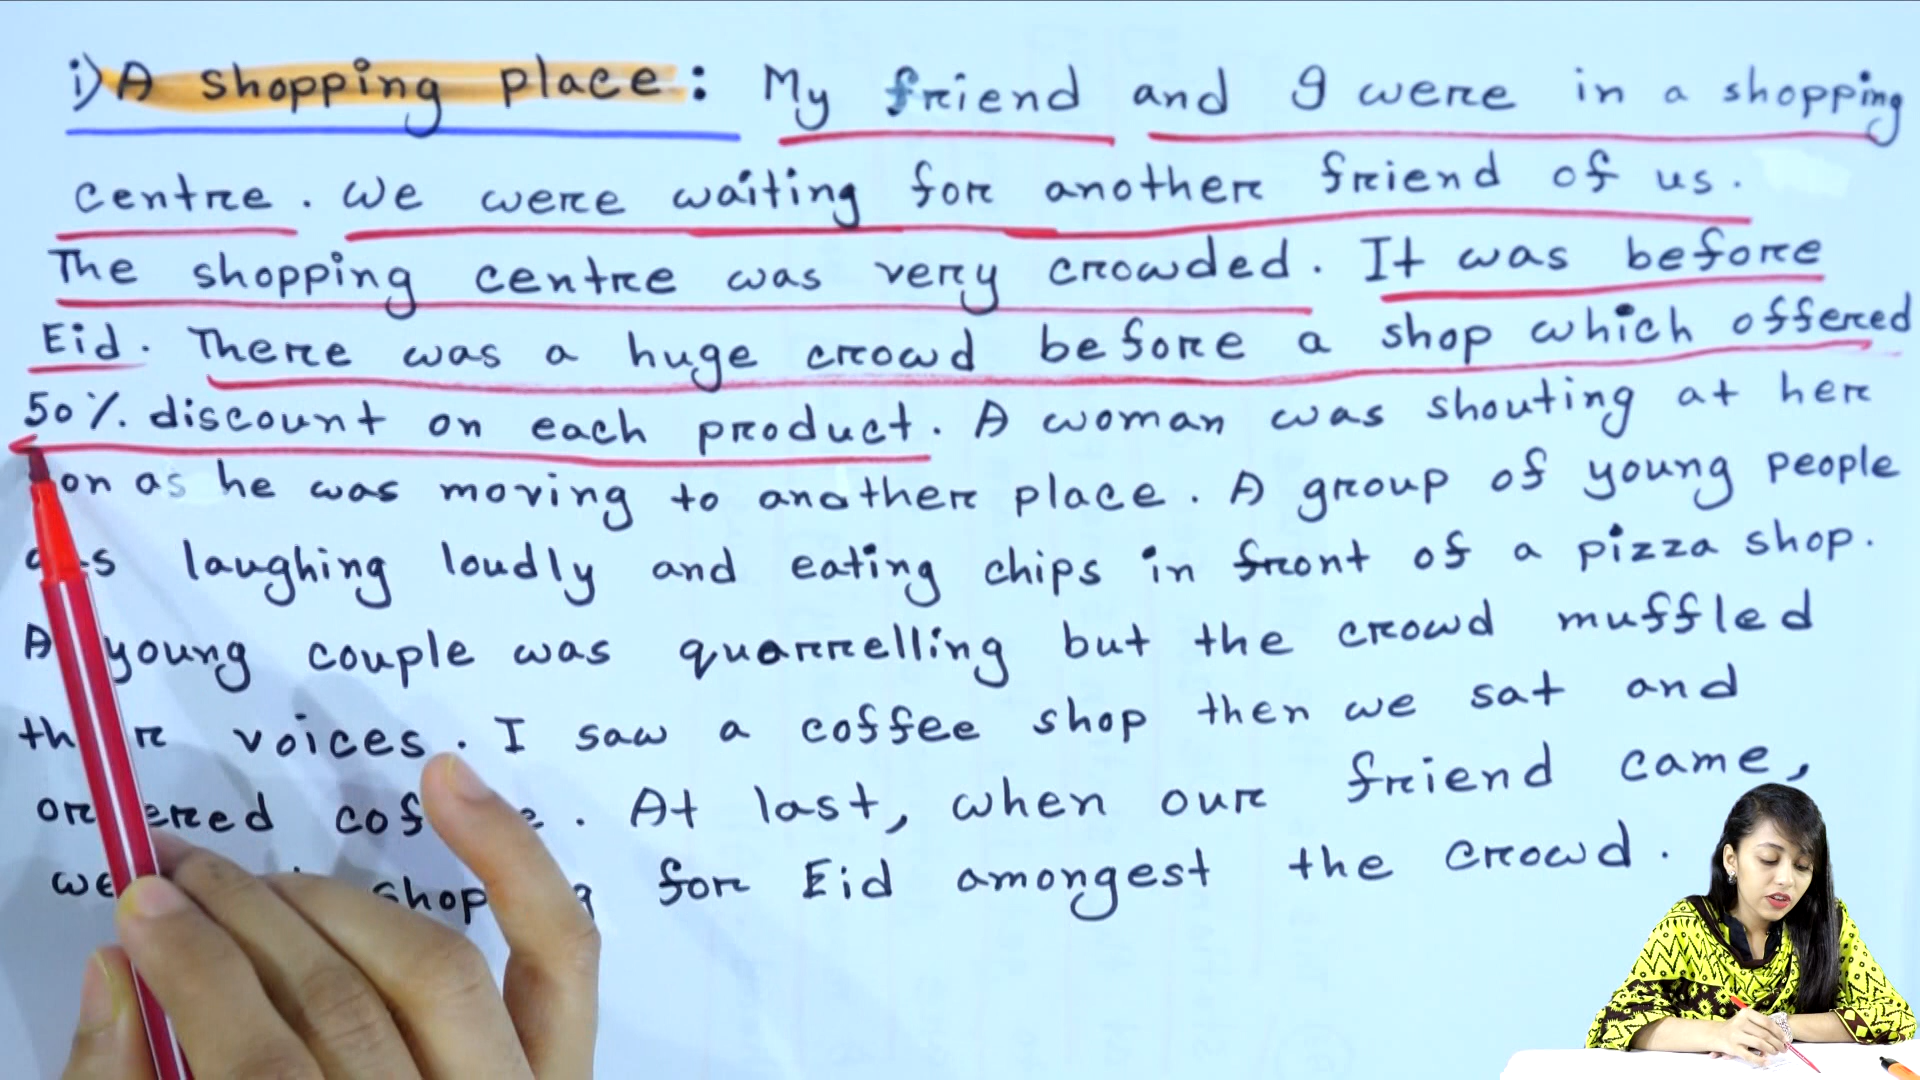 i) A shopping place: My friend and I were in a shopping
centre. We were waiting for another friend of us.
The shopping centre was very crowded. It was before
Eid. There was a huge crowd before a shop which offered
50% discount on each product. A woman was shouting at her
as he was moving to another place. A group of young people
laughing loudly and eating chips in front of a pizza shop.
A young couple was quarrelling but the crowd muffled
voices. I saw a coffee shop then we sat and
. At last, when our friend came,
for Eid amongest the crowd.